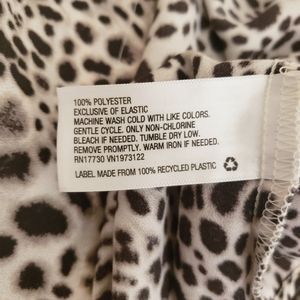 100% POLYESTER
EXCLUSIVE OF ELASTIC
MACHINE WASH COLD WITH LIKE COLORS.
GENTLE CYCLE. ONLY NON-CHLORINE
BLEACH IF NEEDED. TUMBLE DRY LOW.
REMOVE PROMPTLY. WARM IRON IF NEEDED.
RN17730 VN1973122
LABEL MADE FROM 100% RECYCLED PLASTIC